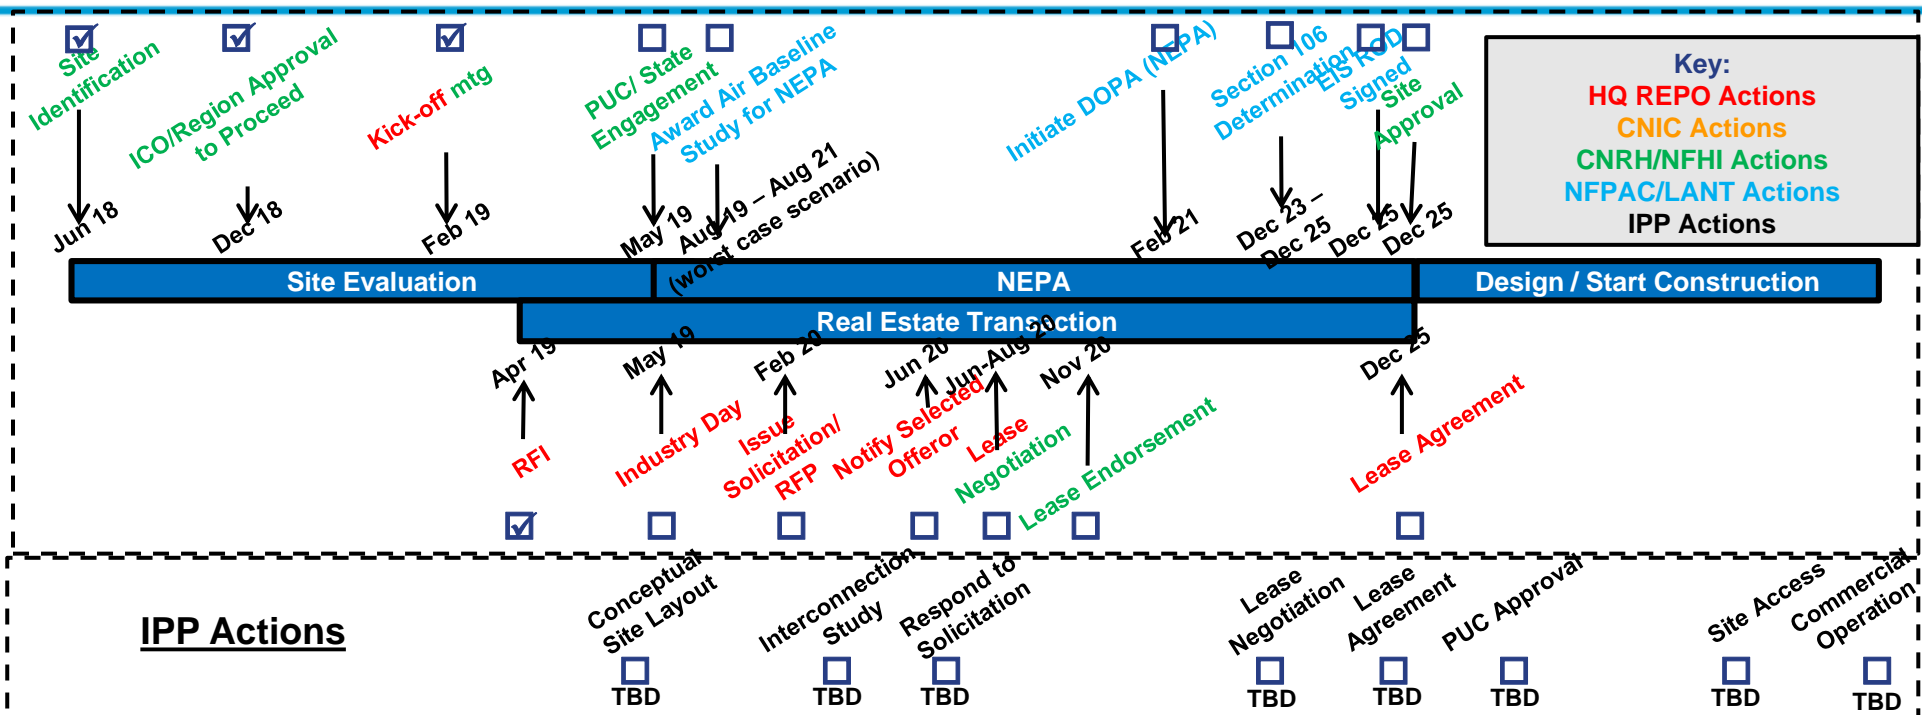 Site
Identification
ICO/Region Approval
to Proceed
Kick-off mtg
PUC/ State
Engagement
Award Air Baseline
Study for NEPA
Initiate DOPA (NEPA)
Section 106
Determination
EIS ROD
Signed
Site
Approval
Key:
HQ REPO Actions
CNIC Actions
CNRH/NFHI Actions
NFPAC/LANT Actions
IPP Actions
Jun 18
Dec 18
Feb 19
May 19
Aug 19 – Aug 21
(worst case scenario)
Feb 21
Dec 23 –
Dec 25
Dec 25
Dec 25
Site Evaluation
NEPA
Design / Start Construction
Real Estate Transaction
Apr 19
May 19
Feb 20
Jun 20
Jun-Aug 20
Nov 20
Dec 25
RFI
Industry Day
Issue
Solicitation/
RFP
Notify Selected
Offeror
Lease
Negotiation
Lease Endorsement
Lease Agreement
IPP Actions
Conceptual
Site Layout
TBD
Interconnection
Study
TBD
Respond to
Solicitation
TBD
Lease
Negotiation
TBD
Lease
Agreement
TBD
PUC Approval
TBD
Site Access
TBD
Commercial
Operation
TBD